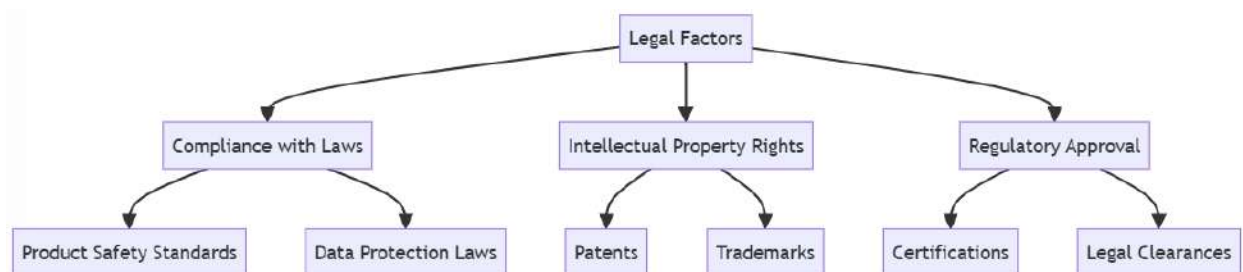 Legal Factors
Compliance with Laws
Intellectual Property Rights
Regulatory Approval
Product Safety Standards
Data Protection Laws
Patents
Trademarks
Certifications
Legal Clearances